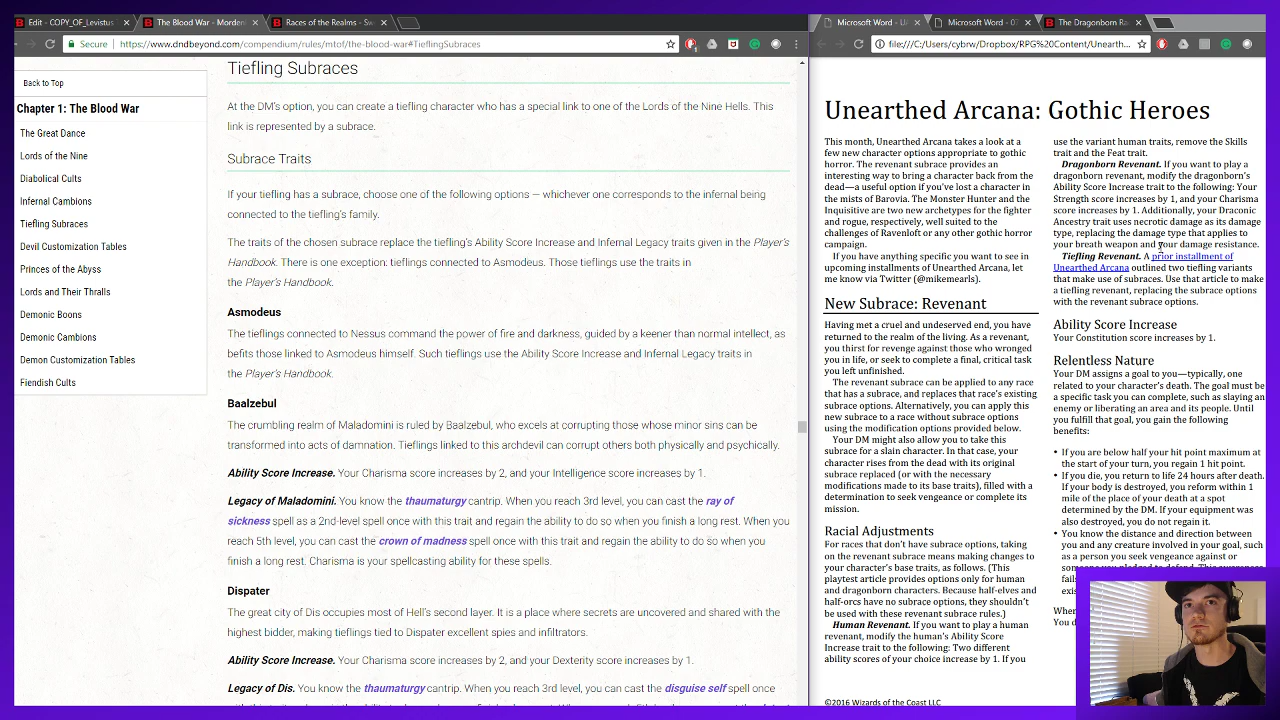 Edit - COPY_OF_Levistus
The Blood War - Morden
Races of the Realms - Sw
Microsoft Word - U
Microsoft Word - 07
The Dragonborn Ra
Secure
https://www.dndbeyond.com/compendium/rules/mtof/the-blood-war#TieflingSubraces
file:///C:/Users/cybrw/Dropbox/RPG%20Content/Unearth...
Back to Top
Chapter 1: The Blood War
The Great Dance
Lords of the Nine
Diabolical Cults
Infernal Cambions
Tiefling Subraces
Devil Customization Tables
Princes of the Abyss
Lords and Their Thralls
Demonic Boons
Demonic Cambions
Demon Customization Tables
Fiendish Cults
Tiefling Subraces
At the DM's option, you can create a tiefling character who has a special link to one of the Lords of the Nine Hells. This
link is represented by a subrace.
Subrace Traits
If your tiefling has a subrace, choose one of the following options — whichever one corresponds to the infernal being
connected to the tiefling's family.
The traits of the chosen subrace replace the tiefling's Ability Score Increase and Infernal Legacy traits given in the Player's
Handbook. There is one exception: tieflings connected to Asmodeus. Those tieflings use the traits in
the Player's Handbook.
Asmodeus
The tieflings connected to Nessus command the power of fire and darkness, guided by a keener than normal intellect, as
befits those linked to Asmodeus himself. Such tieflings use the Ability Score Increase and Infernal Legacy traits in
the Player's Handbook.
Baalzebul
The crumbling realm of Maladomini is ruled by Baalzebul, who excels at corrupting those whose minor sins can be
transformed into acts of damnation. Tieflings linked to this archdevil can corrupt others both physically and psychically.
Ability Score Increase. Your Charisma score increases by 2, and your Intelligence score increases by 1.
Legacy of Maladomini. You know the thaumaturgy cantrip. When you reach 3rd level, you can cast the ray of
sickness spell as a 2nd-level spell once with this trait and regain the ability to do so when you finish a long rest. When you
reach 5th level, you can cast the crown of madness spell once with this trait and regain the ability to do so when you
finish a long rest. Charisma is your spellcasting ability for these spells.
Dispater
The great city of Dis occupies most of Hell's second layer. It is a place where secrets are uncovered and shared with the
highest bidder, making tieflings tied to Dispater excellent spies and infiltrators.
Ability Score Increase. Your Charisma score increases by 2, and your Dexterity score increases by 1.
Legacy of Dis. You know the thaumaturgy cantrip. When you reach 3rd level, you can cast the disguise self spell once
Unearthed Arcana: Gothic Heroes
This month, Unearthed Arcana takes a look at a
few new character options appropriate to gothic
horror. The revenant subrace provides an
interesting way to bring a character back from the
dead—a useful option if you've lost a character in
the mists of Barovia. The Monster Hunter and the
Inquisitive are two new archetypes for the fighter
and rogue, respectively, well suited to the
challenges of Ravenloft or any other gothic horror
campaign.
If you have anything specific you want to see in
upcoming installments of Unearthed Arcana, let
me know via Twitter (@mikemearls).
New Subrace: Revenant
Having met a cruel and undeserved end, you have
returned to the realm of the living. As a revenant,
you thirst for revenge against those who wronged
you in life, or seek to complete a final, critical task
you left unfinished.
The revenant subrace can be applied to any race
that has a subrace, and replaces that race's existing
subrace options. Alternatively, you can apply this
new subrace to a race without subrace options
using the modification options provided below.
Your DM might also allow you to take this
subrace for a slain character. In that case, your
character rises from the dead with its original
subrace replaced (or with the necessary
modifications made to its base traits), filled with a
determination to seek vengeance or complete its
mission.
Racial Adjustments
For races that don't have subrace options, taking
on the revenant subrace means making changes to
your character's base traits, as follows. (This
playtest article provides options only for human
and dragonborn characters. Because half-elves and
half-orcs have no subrace options, they shouldn't
be used with these revenant subrace rules.)
Human Revenant. If you want to play a human
revenant, modify the human's Ability Score
Increase trait to the following: Two different
ability scores of your choice increase by 1. If you
©2016 Wizards of the Coast LLC
use the variant human traits, remove the Skills
trait and the Feat trait.
Dragonborn Revenant. If you want to play a
dragonborn revenant, modify the dragonborn's
Ability Score Increase trait to the following: Your
Strength score increases by 1, and your Charisma
score increases by 1. Additionally, your Draconic
Ancestry trait uses necrotic damage as its damage
type, replacing the damage type that applies to
your breath weapon and your damage resistance.
Tiefling Revenant. A prior installment of
Unearthed Arcana outlined two tiefling variants
that make use of subraces. Use that article to make
a tiefling revenant, replacing the subrace options
with the revenant subrace options.
Ability Score Increase
Your Constitution score increases by 1.
Relentless Nature
Your DM assigns a goal to you—typically, one
related to your character's death. The goal must be
a specific task you can complete, such as slaying an
enemy or liberating an area and its people. Until
you fulfill that goal, you gain the following
benefits:
• If you are below half your hit point maximum at
the start of your turn, you regain 1 hit point.
• If you die, you return to life 24 hours after death.
If your body is destroyed, you reform within 1
mile of the place of your death at a spot
determined by the DM. If your equipment was
also destroyed, you do not regain it.
• You know the distance and direction between
you and any creature involved in your goal, such
as a person you seek vengeance against or